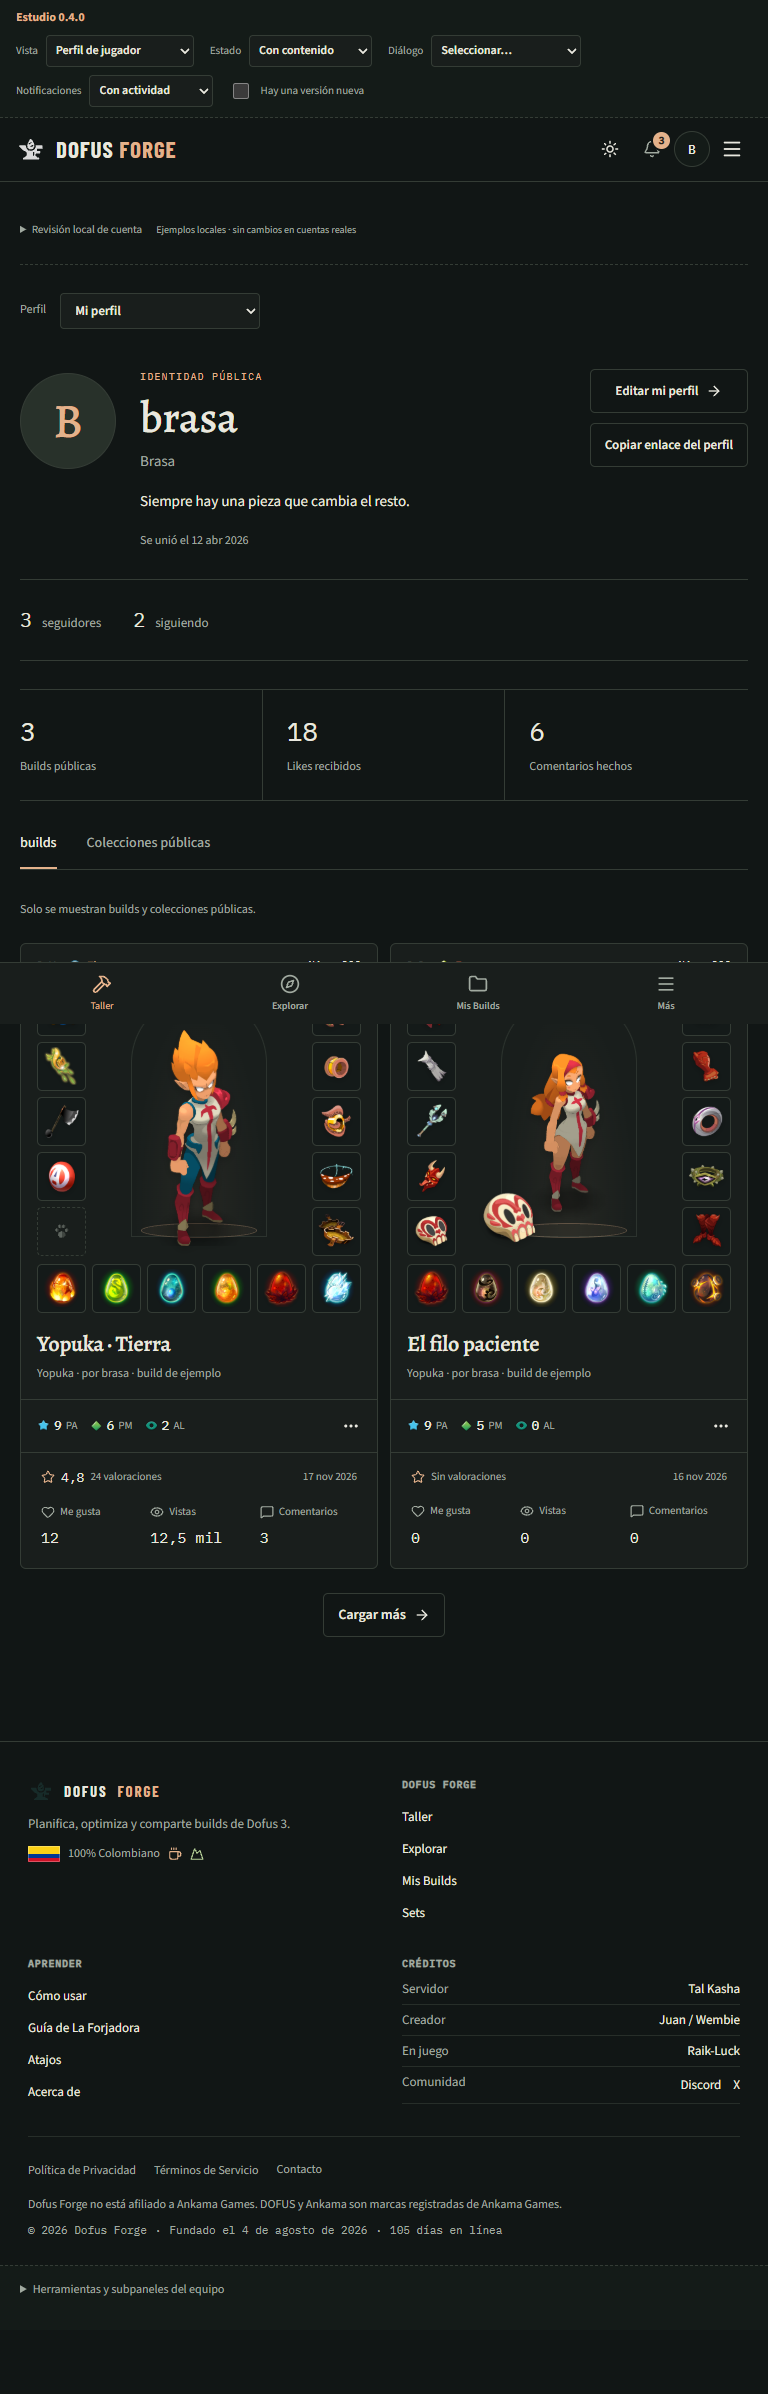 Estudio 0.4.0
Vista Perfil de jugador Estado Con contenido Diálogo Seleccionar...
Notificaciones Con actividad Hay una versión nueva
DOFUS FORGE 3 B
Revisión local de cuenta Ejemplos locales · sin cambios en cuentas reales
Perfil Mi perfil
B
IDENTIDAD PÚBLICA
brasa
Brasa
Siempre hay una pieza que cambia el resto.
Se unió el 12 abr 2026
Editar mi perfil
Copiar enlace del perfil
3 seguidores 2 siguiendo
3 Builds públicas
18 Likes recibidos
6 Comentarios hechos
builds Colecciones públicas
Solo se muestran builds y colecciones públicas.
Taller Explorar Mis Builds Más
Yopuka · Tierra
Yopuka · por brasa · build de ejemplo
9 PA 6 PM 2 AL
4,8 24 valoraciones 17 nov 2026
Me gusta Vistas Comentarios
12 12,5 mil 3
El filo paciente
Yopuka · por brasa · build de ejemplo
9 PA 5 PM 0 AL
Sin valoraciones 16 nov 2026
Me gusta Vistas Comentarios
0 0 0
Cargar más
DOFUS FORGE
Planifica, optimiza y comparte builds de Dofus 3.
100% Colombiano
DOFUS FORGE
Taller
Explorar
Mis Builds
Sets
APRENDER
Cómo usar
Guía de La Forjadora
Atajos
Acerca de
CRÉDITOS
Servidor Tal Kasha
Creador Juan / Wembie
En juego Raik-Luck
Comunidad Discord X
Política de Privacidad Términos de Servicio Contacto
Dofus Forge no está afiliado a Ankama Games. DOFUS y Ankama son marcas registradas de Ankama Games.
© 2026 Dofus Forge · Fundado el 4 de agosto de 2026 · 105 días en línea
Herramientas y subpaneles del equipo